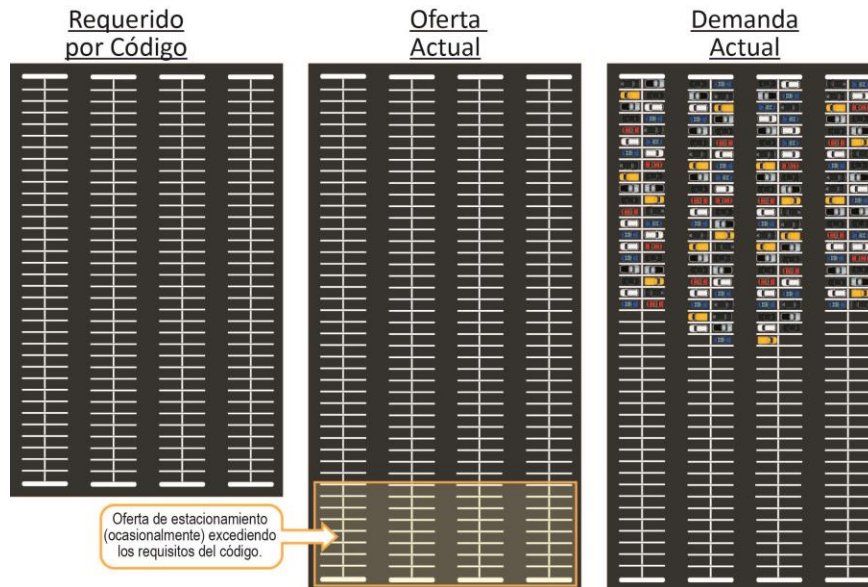 Requerido
por Código
Oferta
Actual
Demanda
Actual
Oferta de estacionamiento
(ocasionalmente) excediendo
los requisitos del código.